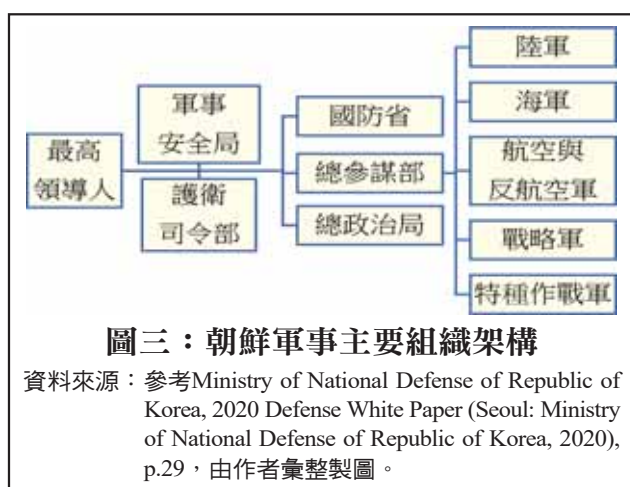 最高
領導人
軍事
安全局
護衛
司令部
國防省
總參謀部
總政治局
陸軍
海軍
航空與
反航空軍
戰略軍
特種作戰軍
圖三：朝鮮軍事主要組織架構
資料來源：參考Ministry of National Defense of Republic of
Korea, 2020 Defense White Paper (Seoul: Ministry
of National Defense of Republic of Korea, 2020),
p.29，由作者彙整製圖。